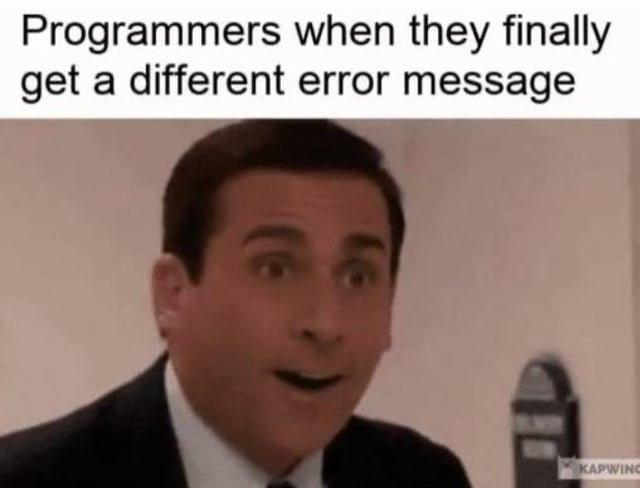 Programmers when they finally
get a different error message
KAPWING